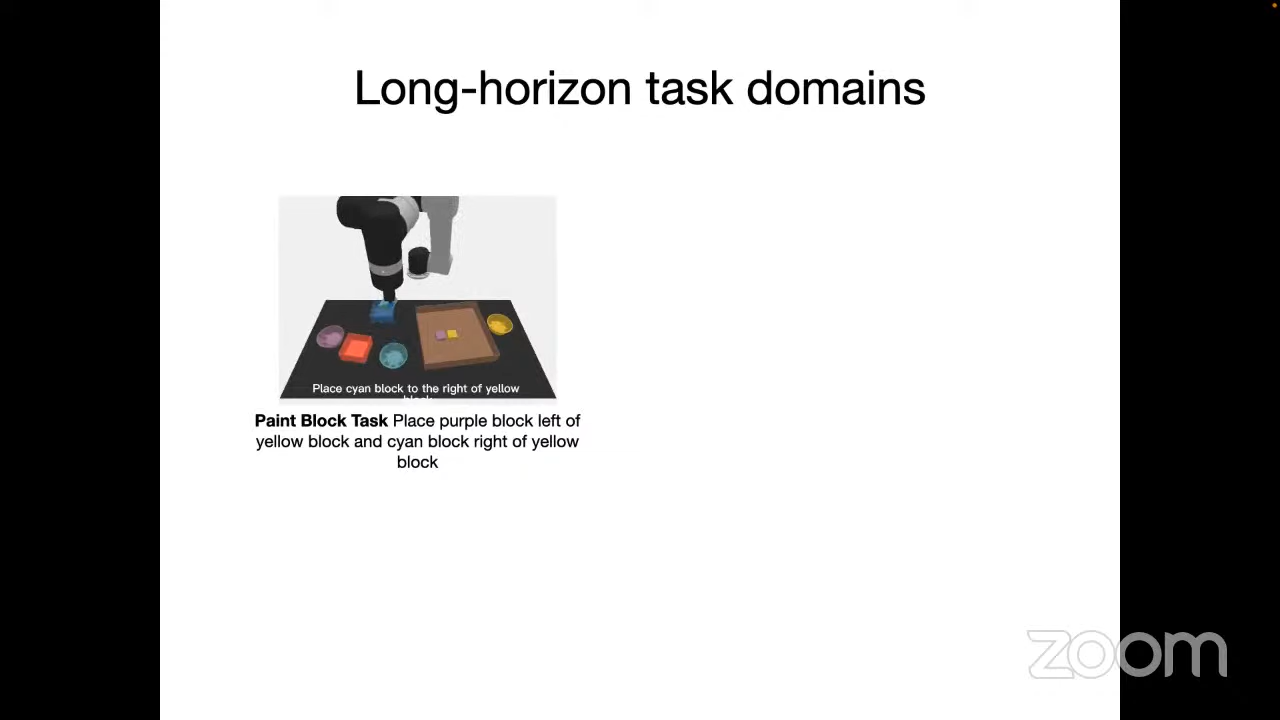 Long-horizon task domains
Place cyan block to the right of yellow
block
Paint Block Task Place purple block left of
yellow block and cyan block right of yellow
block
zoom